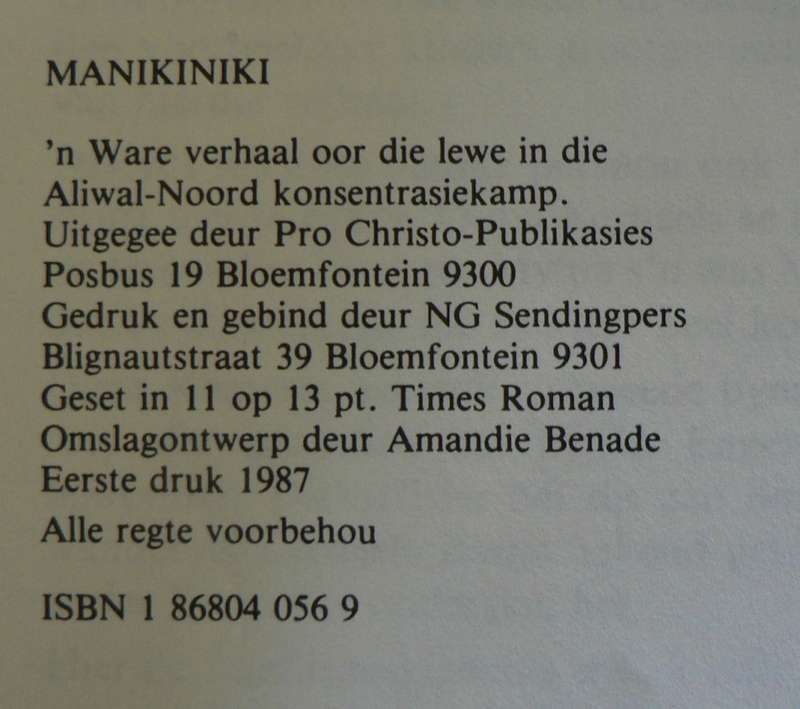 MANIKINIKI
’n Ware verhaal oor die lewe in die
Aliwal-Noord konsentrasiekamp.
Uitgegee deur Pro Christo-Publikasies
Posbus 19 Bloemfontein 9300
Gedruk en gebind deur NG Sendingpers
Blignautstraat 39 Bloemfontein 9301
Geset in 11 op 13 pt. Times Roman
Omslagontwerp deur Amandie Benade
Eerste druk 1987
Alle regte voorbehou
ISBN 1 86804 056 9